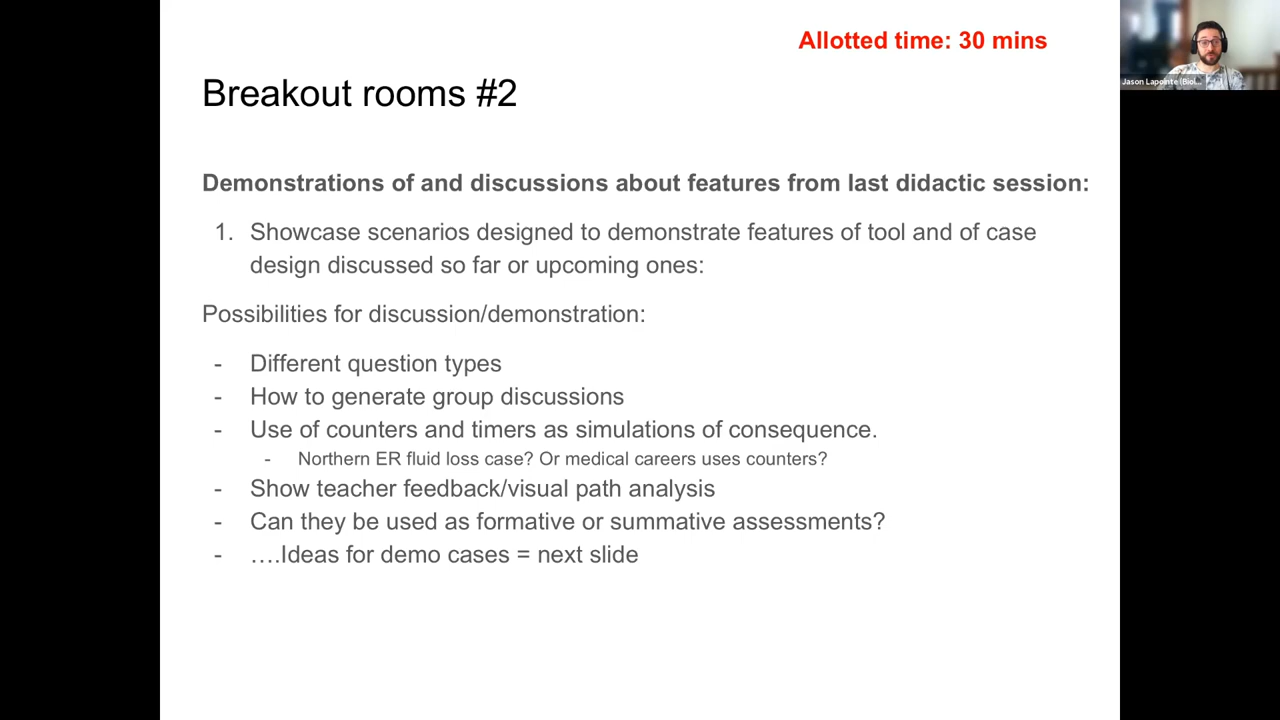 Allotted time: 30 mins
Jason Lapointe (Biol...
Breakout rooms #2
Demonstrations of and discussions about features from last didactic session:
1. Showcase scenarios designed to demonstrate features of tool and of case
design discussed so far or upcoming ones:
Possibilities for discussion/demonstration:
- Different question types
- How to generate group discussions
- Use of counters and timers as simulations of consequence.
- Northern ER fluid loss case? Or medical careers uses counters?
- Show teacher feedback/visual path analysis
- Can they be used as formative or summative assessments?
- ….Ideas for demo cases = next slide